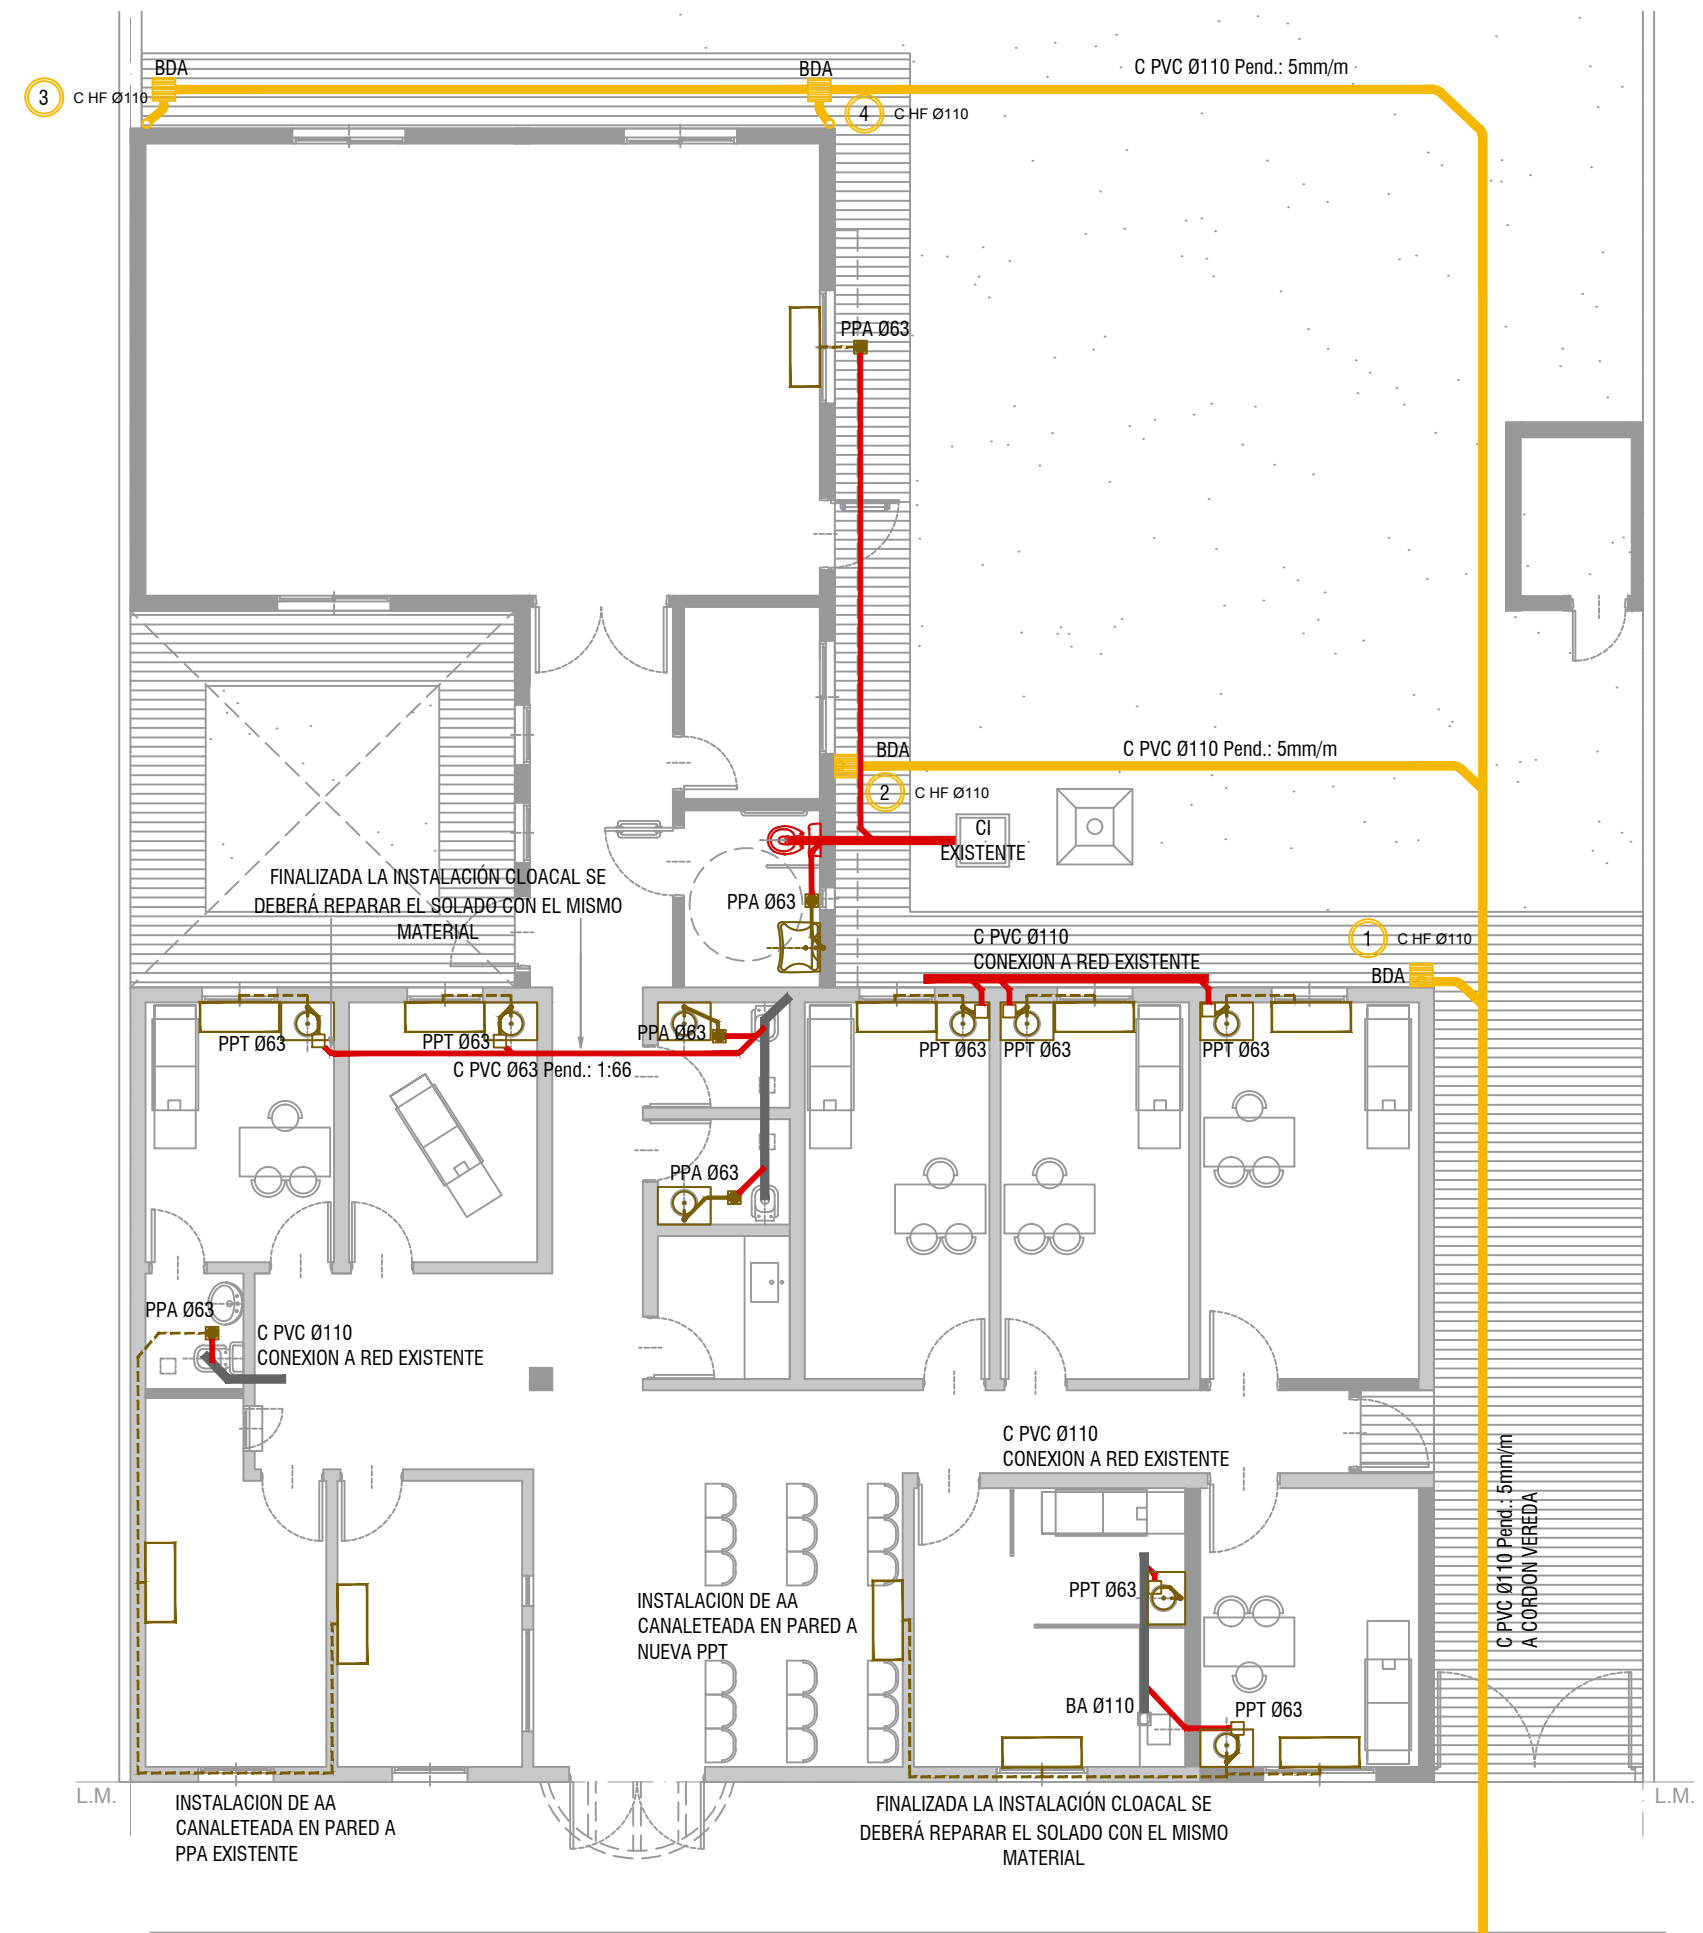 BDA
BDA
C PVC Ø110 Pend.: 5mm/m
3
C HF Ø110
4
C HF Ø110
PPA Ø63
BDA
C PVC Ø110 Pend.: 5mm/m
2
C HF Ø110
CI
EXISTENTE
FINALIZADA LA INSTALACIÓN CLOACAL SE
DEBERÁ REPARAR EL SOLADO CON EL MISMO
MATERIAL
PPA Ø63
C PVC Ø110
CONEXION A RED EXISTENTE
1
C HF Ø110
BDA
PPT Ø63
PPT Ø63
PPA Ø63
PPT Ø63
PPT Ø63
PPT Ø63
C PVC Ø63 Pend.: 1:66
PPA Ø63
PPA Ø63
C PVC Ø110
CONEXION A RED EXISTENTE
C PVC Ø110
CONEXION A RED EXISTENTE
C PVC Ø110 Pend.: 5mm/m
A CORDON VEREDA
INSTALACION DE AA
CANALETEADA EN PARED A
NUEVA PPT
PPT Ø63
BA Ø110
PPT Ø63
L.M.
L.M.
INSTALACION DE AA
CANALETEADA EN PARED A
PPA EXISTENTE
FINALIZADA LA INSTALACIÓN CLOACAL SE
DEBERÁ REPARAR EL SOLADO CON EL MISMO
MATERIAL